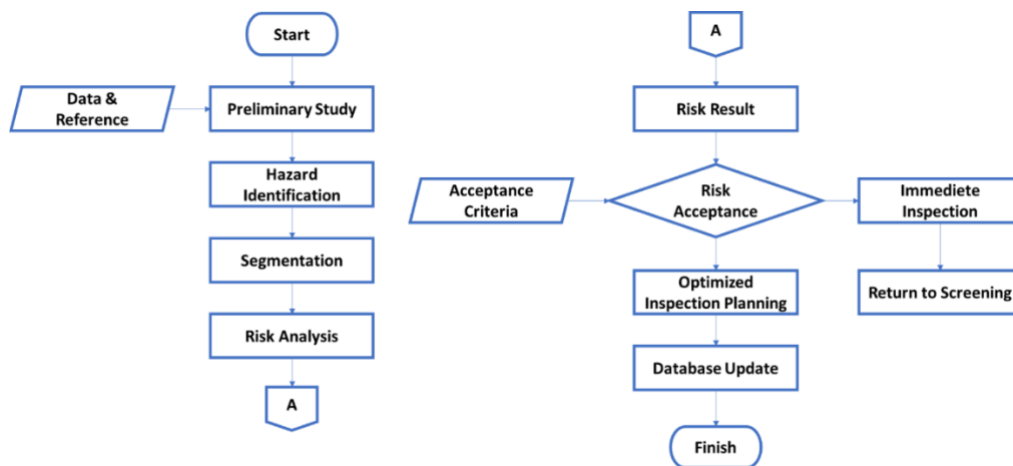 Start
Data &
Reference
Preliminary Study
Hazard
Identification
Segmentation
Risk Analysis
A
A
Risk Result
Acceptance
Criteria
Risk
Acceptance
Immediete
Inspection
Optimized
Inspection Planning
Return to Screening
Database Update
Finish